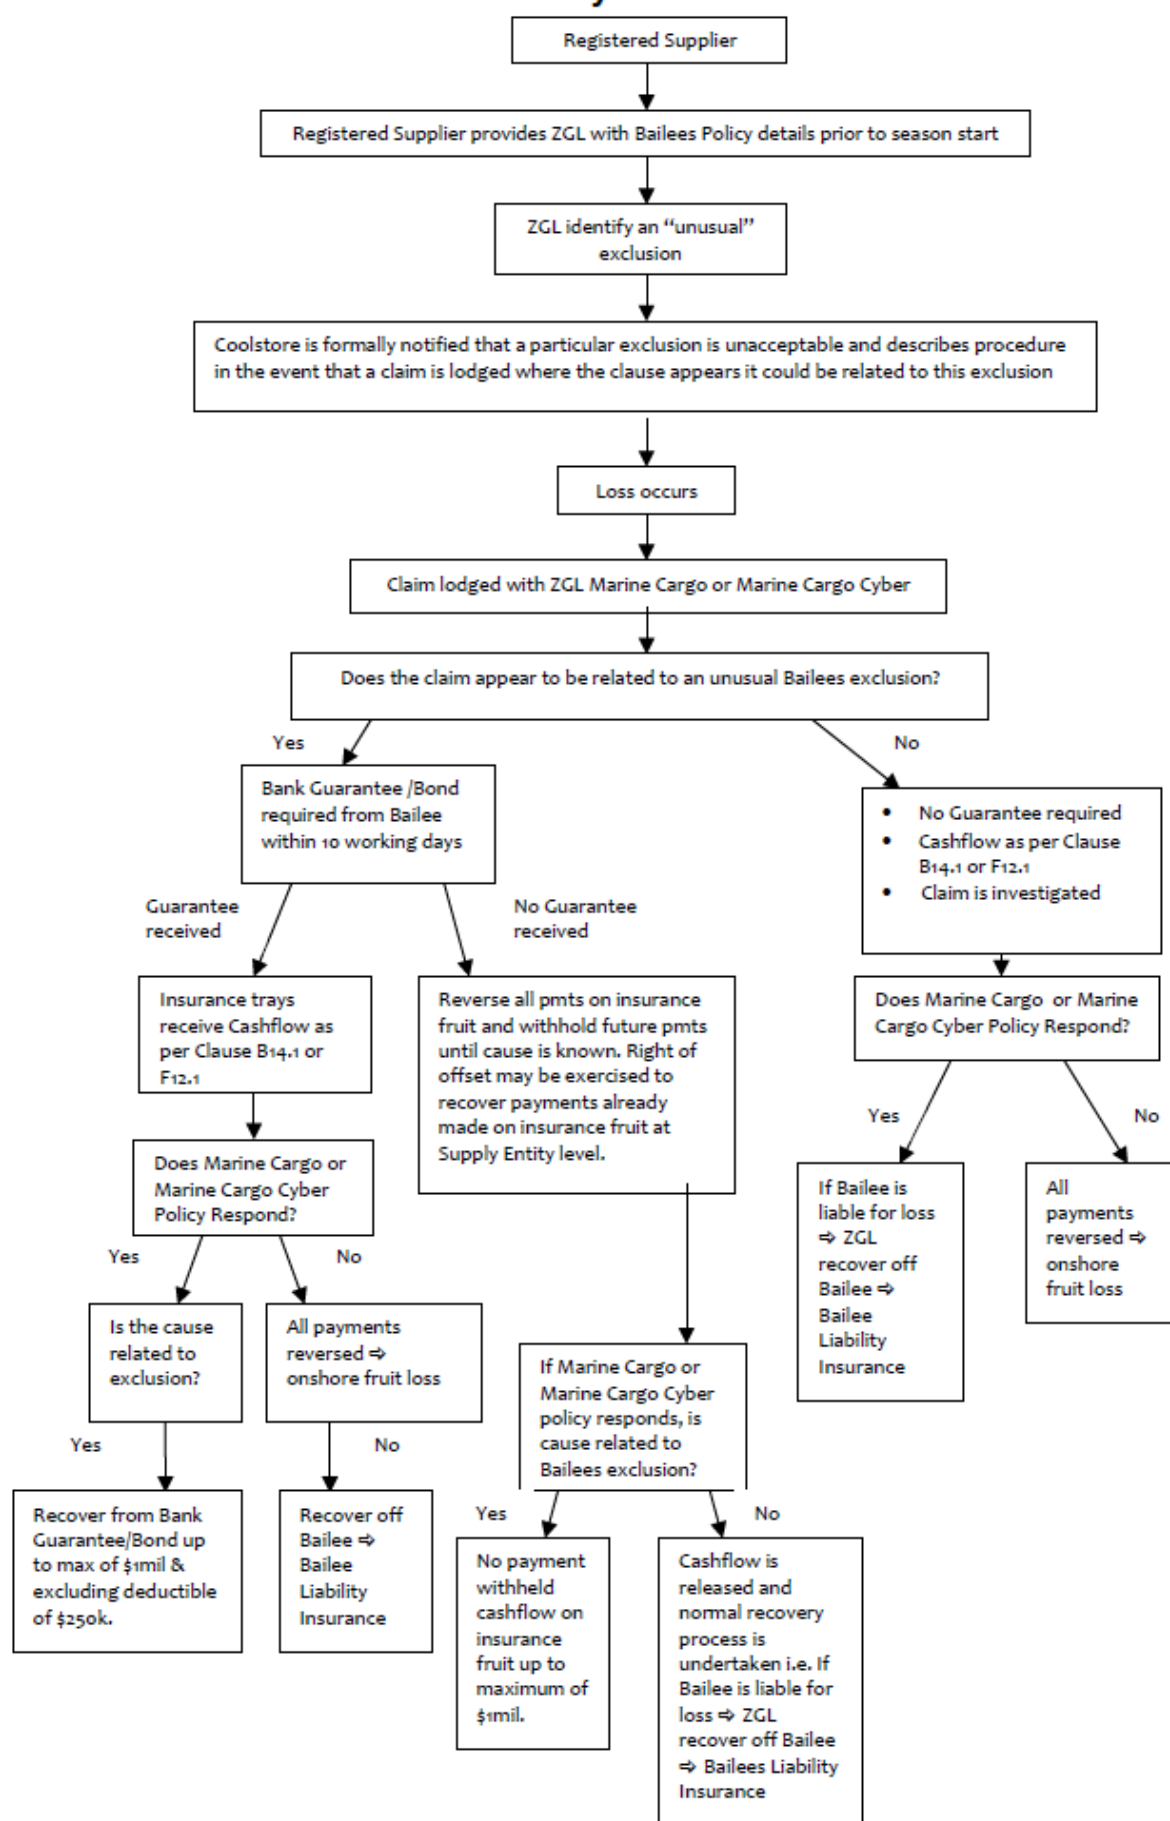 Registered Supplier
Registered Supplier provides ZGL with Bailees Policy details prior to season start
ZGL identify an “unusual”
exclusion
Coolstore is formally notified that a particular exclusion is unacceptable and describes procedure
in the event that a claim is lodged where the clause appears it could be related to this exclusion
Loss occurs
Claim lodged with ZGL Marine Cargo or Marine Cargo Cyber
Does the claim appear to be related to an unusual Bailees exclusion?
Yes
No
Bank Guarantee /Bond
required from Bailee
within 10 working days
• No Guarantee required
• Cashflow as per Clause
B14.1 or F12.1
• Claim is investigated
Guarantee
received
No Guarantee
received
Insurance trays
receive Cashflow as
per Clause B14.1 or
F12.1
Reverse all pmts on insurance
fruit and withhold future pmts
until cause is known. Right of
offset may be exercised to
recover payments already
made on insurance fruit at
Supply Entity level.
Does Marine Cargo or Marine
Cargo Cyber Policy Respond?
Yes
No
Does Marine Cargo or
Marine Cargo Cyber
Policy Respond?
If Bailee is
liable for loss
⇨ ZGL
recover off
Bailee ⇨
Bailee
Liability
Insurance
All
payments
reversed ⇨
onshore
fruit loss
Yes
No
Is the cause
related to
exclusion?
All payments
reversed ⇨
onshore fruit loss
If Marine Cargo or
Marine Cargo Cyber
policy responds, is
cause related to
Bailees exclusion?
Yes
No
Recover from Bank
Guarantee/Bond up
to max of $1mil &
excluding deductible
of $250k.
Recover off
Bailee ⇨
Bailee
Liability
Insurance
Yes
No
No payment
withheld
cashflow on
insurance
fruit up to
maximum of
$1mil.
Cashflow is
released and
normal recovery
process is
undertaken i.e. If
Bailee is liable for
loss ⇨ ZGL
recover off Bailee
⇨ Bailees Liability
Insurance